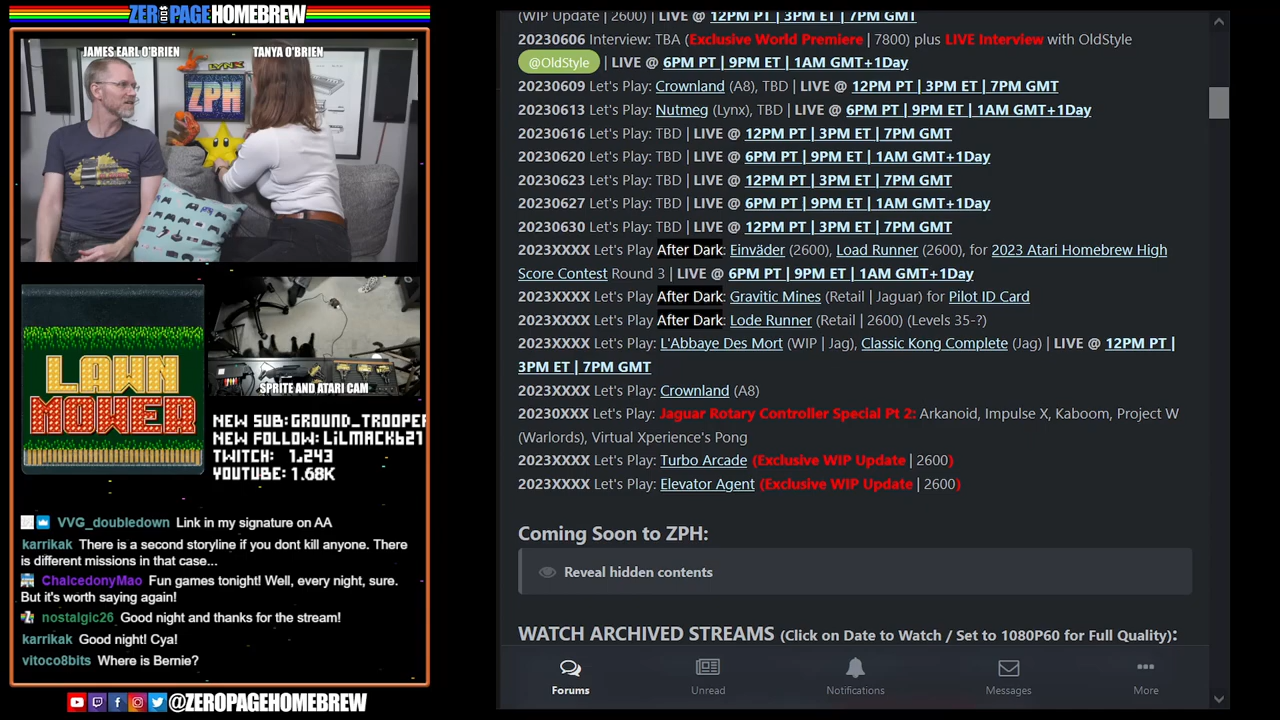 ZERO PAGE HOMEBREW
JAMES EARL O'BRIEN
TANYA O'BRIEN
LYNX
ZPH
LAWN
MOWER
SPRITE AND ATARI CAM
NEW SUB:GROUND_TROOPER
NEW FOLLOW:LILMACK621
TWITCH: 1,243
YOUTUBE: 1.68K
VVG_doubledown Link in my signature on AA
karrikak There is a second storyline if you dont kill anyone. There
is different missions in that case...
ChalcedonyMao Fun games tonight! Well, every night, sure.
But it's worth saying again!
nostalgic26 Good night and thanks for the stream!
karrikak Good night! Cya!
vitoco8bits Where is Bernie?
@ZEROPAGEHOMEBREW
(WIP Update | 2600) | LIVE @ 12PM PT | 3PM ET | 7PM GMT
20230606 Interview: TBA (Exclusive World Premiere | 7800) plus LIVE Interview with OldStyle
@OldStyle | LIVE @ 6PM PT | 9PM ET | 1AM GMT+1Day
20230609 Let's Play: Crownland (A8), TBD | LIVE @ 12PM PT | 3PM ET | 7PM GMT
20230613 Let's Play: Nutmeg (Lynx), TBD | LIVE @ 6PM PT | 9PM ET | 1AM GMT+1Day
20230616 Let's Play: TBD | LIVE @ 12PM PT | 3PM ET | 7PM GMT
20230620 Let's Play: TBD | LIVE @ 6PM PT | 9PM ET | 1AM GMT+1Day
20230623 Let's Play: TBD | LIVE @ 12PM PT | 3PM ET | 7PM GMT
20230627 Let's Play: TBD | LIVE @ 6PM PT | 9PM ET | 1AM GMT+1Day
20230630 Let's Play: TBD | LIVE @ 12PM PT | 3PM ET | 7PM GMT
2023XXXX Let's Play After Dark: Einväder (2600), Load Runner (2600), for 2023 Atari Homebrew High
Score Contest Round 3 | LIVE @ 6PM PT | 9PM ET | 1AM GMT+1Day
2023XXXX Let's Play After Dark: Gravitic Mines (Retail | Jaguar) for Pilot ID Card
2023XXXX Let's Play After Dark: Lode Runner (Retail | 2600) (Levels 35-?)
2023XXXX Let's Play: L'Abbaye Des Mort (WIP | Jag), Classic Kong Complete (Jag) | LIVE @ 12PM PT |
3PM ET | 7PM GMT
2023XXXX Let's Play: Crownland (A8)
20230XXX Let's Play: Jaguar Rotary Controller Special Pt 2: Arkanoid, Impulse X, Kaboom, Project W
(Warlords), Virtual Xperience's Pong
2023XXXX Let's Play: Turbo Arcade (Exclusive WIP Update | 2600)
2023XXXX Let's Play: Elevator Agent (Exclusive WIP Update | 2600)
Coming Soon to ZPH:
Reveal hidden contents
WATCH ARCHIVED STREAMS (Click on Date to Watch / Set to 1080P60 for Full Quality):
Forums
Unread
Notifications
Messages
More